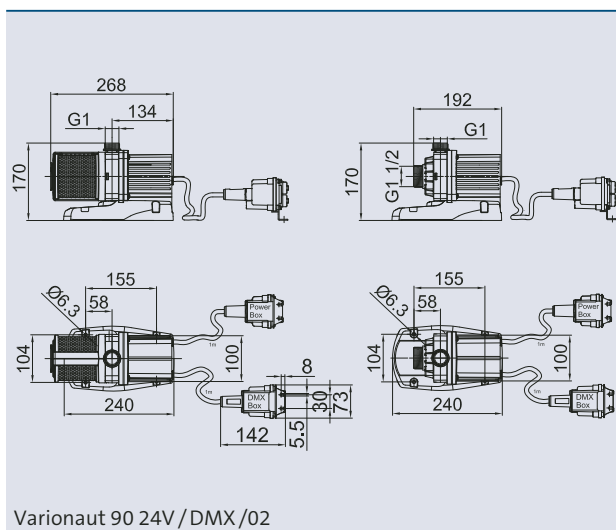 268
134
G1
170
192
G1
G1 1/2
170
155
58
Ø6.3
Power
Box
1m
104
100
240
1m
DMX
Box
8
30
73
5.5
142
155
58
Ø6.3
Power
Box
1m
104
100
240
1m
DMX
Box
Varionaut 90 24V / DMX /02